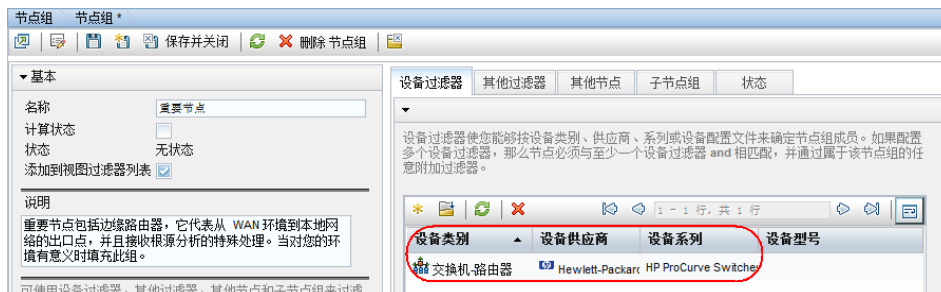 节点组 节点组 *
保存并关闭 删除 节点组
基本
名称 重要节点
计算状态
状态 无状态
添加到视图过滤器列表
说明
重要节点包括边缘路由器，它代表从 WAN 环境到本地网
络的出口点，并且接收根源分析的特殊处理。当对您的环
境有意义时填充此组。
可使用设备过滤器、其他过滤器、其他节点和子节点组来过滤
设备过滤器 其他过滤器 其他节点 子节点组 状态
设备过滤器使您能够按设备类别、供应商、系列或设备配置文件来确定节点组成员。如果配置
多个设备过滤器，那么节点必须与至少一个设备过滤器 and 相匹配，并通过属于该节点组的任
意附加过滤器。
1 - 1 行, 共 1 行
设备类别 设备供应商 设备系列 设备型号
交换机-路由器 Hewlett-Packard HP ProCurve Switches